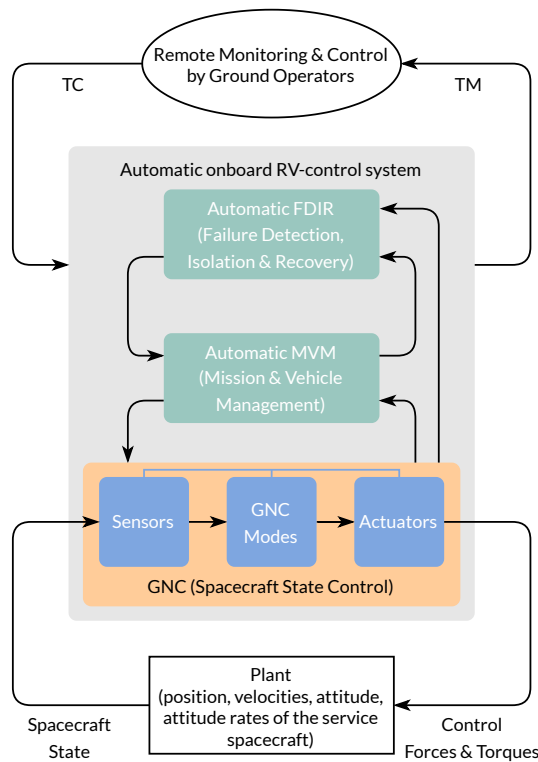 Remote Monitoring & Control
by Ground Operators
TC
TM
Automatic onboard RV-control system
Automatic FDIR
(Failure Detection,
Isolation & Recovery)
Automatic MVM
(Mission & Vehicle
Management)
Sensors
GNC
Modes
Actuators
GNC (Spacecraft State Control)
Plant
(position, velocities, attitude,
attitude rates of the service
spacecraft)
Spacecraft
State
Control
Forces & Torques